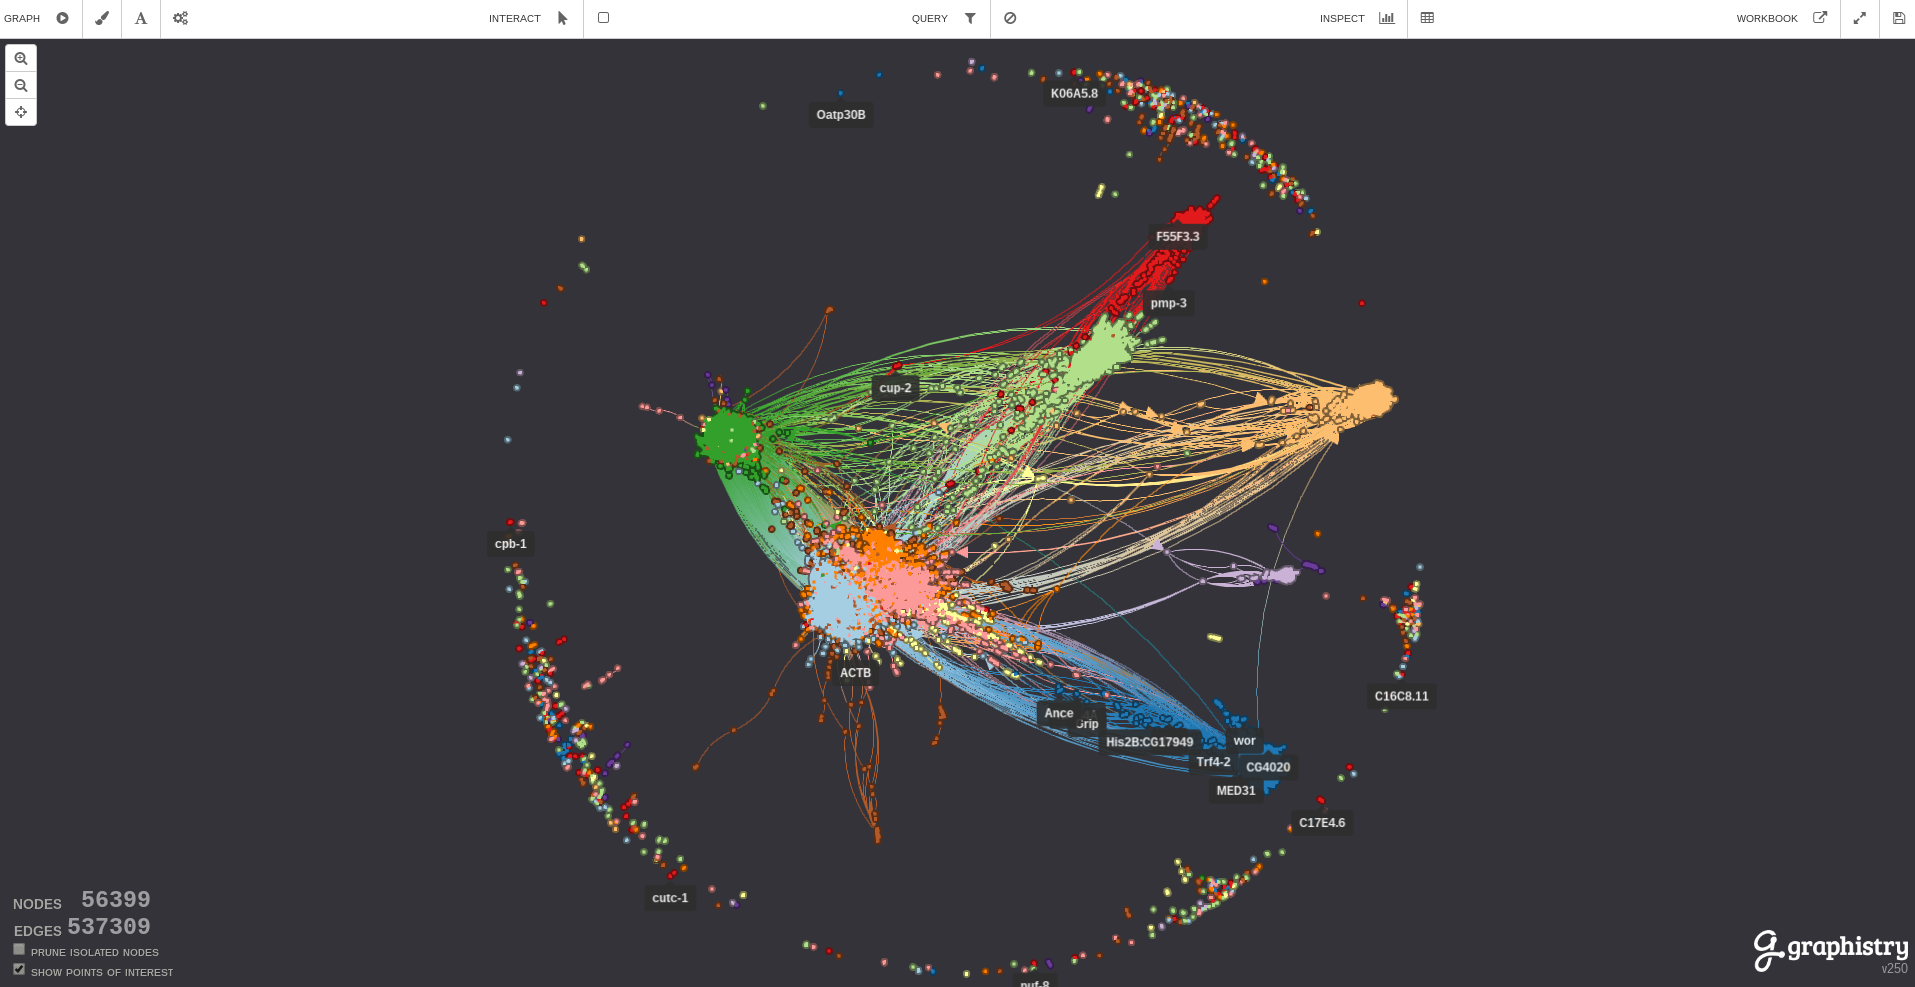 GRAPH
INTERACT
QUERY
INSPECT
WORKBOOK
K06A5.8
Oatp30B
F55F3.3
pmp-3
cup-2
cpb-1
ACTB
C16C8.11
Ance
Grip
His2B:CG17949
wor
Trf4-2
CG4020
MED31
C17E4.6
cutc-1
puf-8
NODES 56399
EDGES 537309
PRUNE ISOLATED NODES
SHOW POINTS OF INTEREST
graphistry
v250